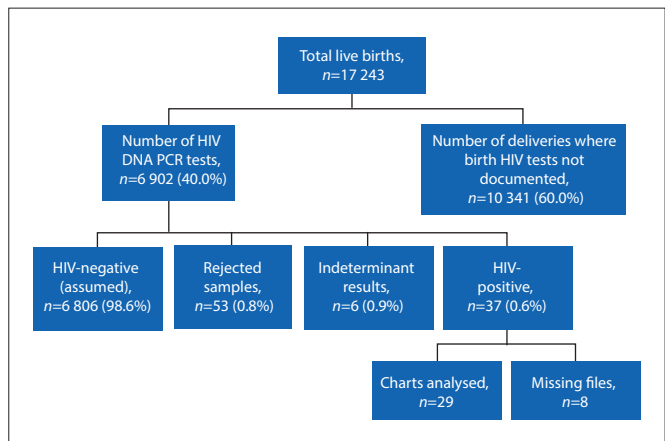 Total live births,
n=17 243
Number of HIV
DNA PCR tests,
n=6 902 (40.0%)
Number of deliveries where
birth HIV tests not
documented,
n=10 341 (60.0%)
HIV-negative
(assumed),
n=6 806 (98.6%)
Rejected
samples,
n=53 (0.8%)
Indeterminant
results,
n=6 (0.9%)
HIV-
positive,
n=37 (0.6%)
Charts analysed,
n=29
Missing files,
n=8